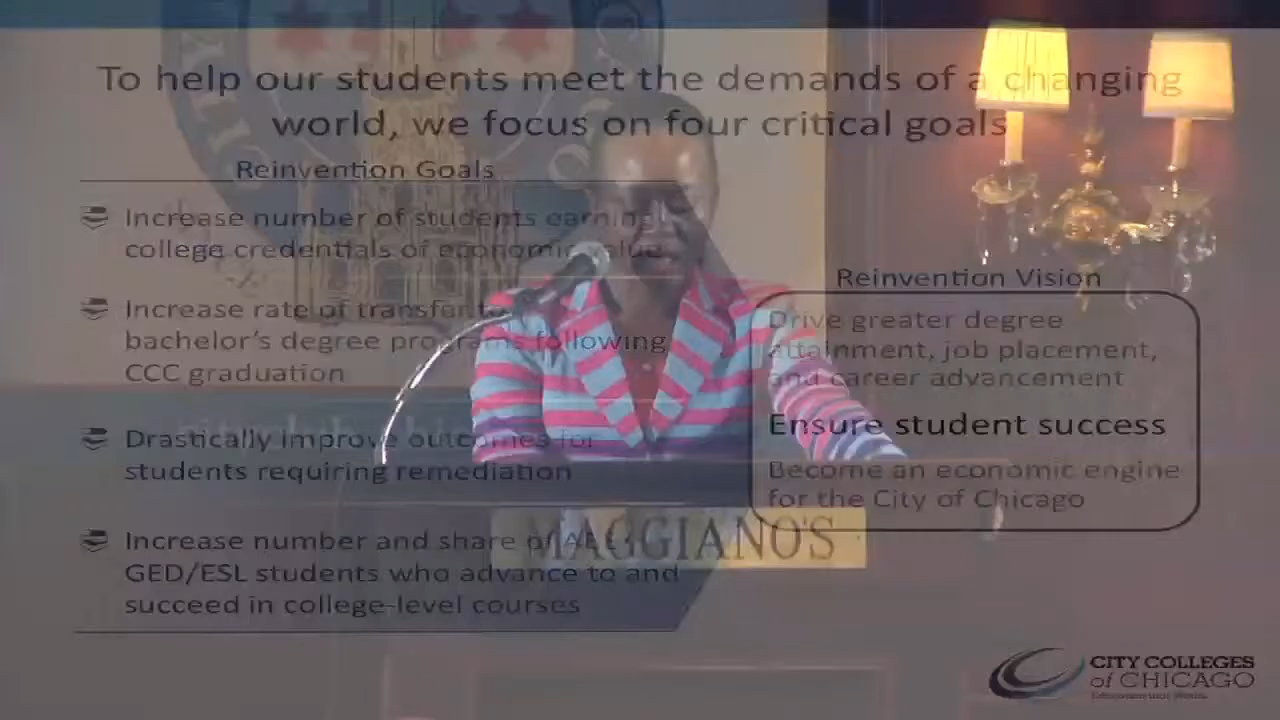 To help our students meet the demands of a changing
world, we focus on four critical goals
Reinvention Goals
Increase number of students earning
college credentials of economic value
Increase rate of transfer to
bachelor's degree programs following
CCC graduation
Drastically improve outcomes for
students requiring remediation
Increase number and share of ABE/
GED/ESL students who advance to and
succeed in college-level courses
Reinvention Vision
Drive greater degree
attainment, job placement,
and career advancement
Ensure student success
Become an economic engine
for the City of Chicago
MAGGIANO'S
CITY COLLEGES
of CHICAGO